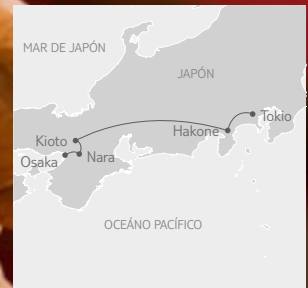 MAR DE JAPÓN
JAPÓN
Tokio
Hakone
Kioto
Nara
Osaka
OCEÁNO PACÍFICO